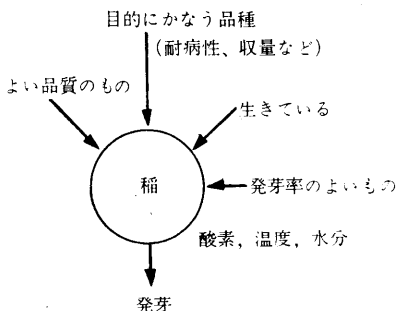 目的にかなう品種
(耐病性、収量など)
よい品質のもの
生きている
稲
発芽率のよいもの
酸素，温度，水分
発芽